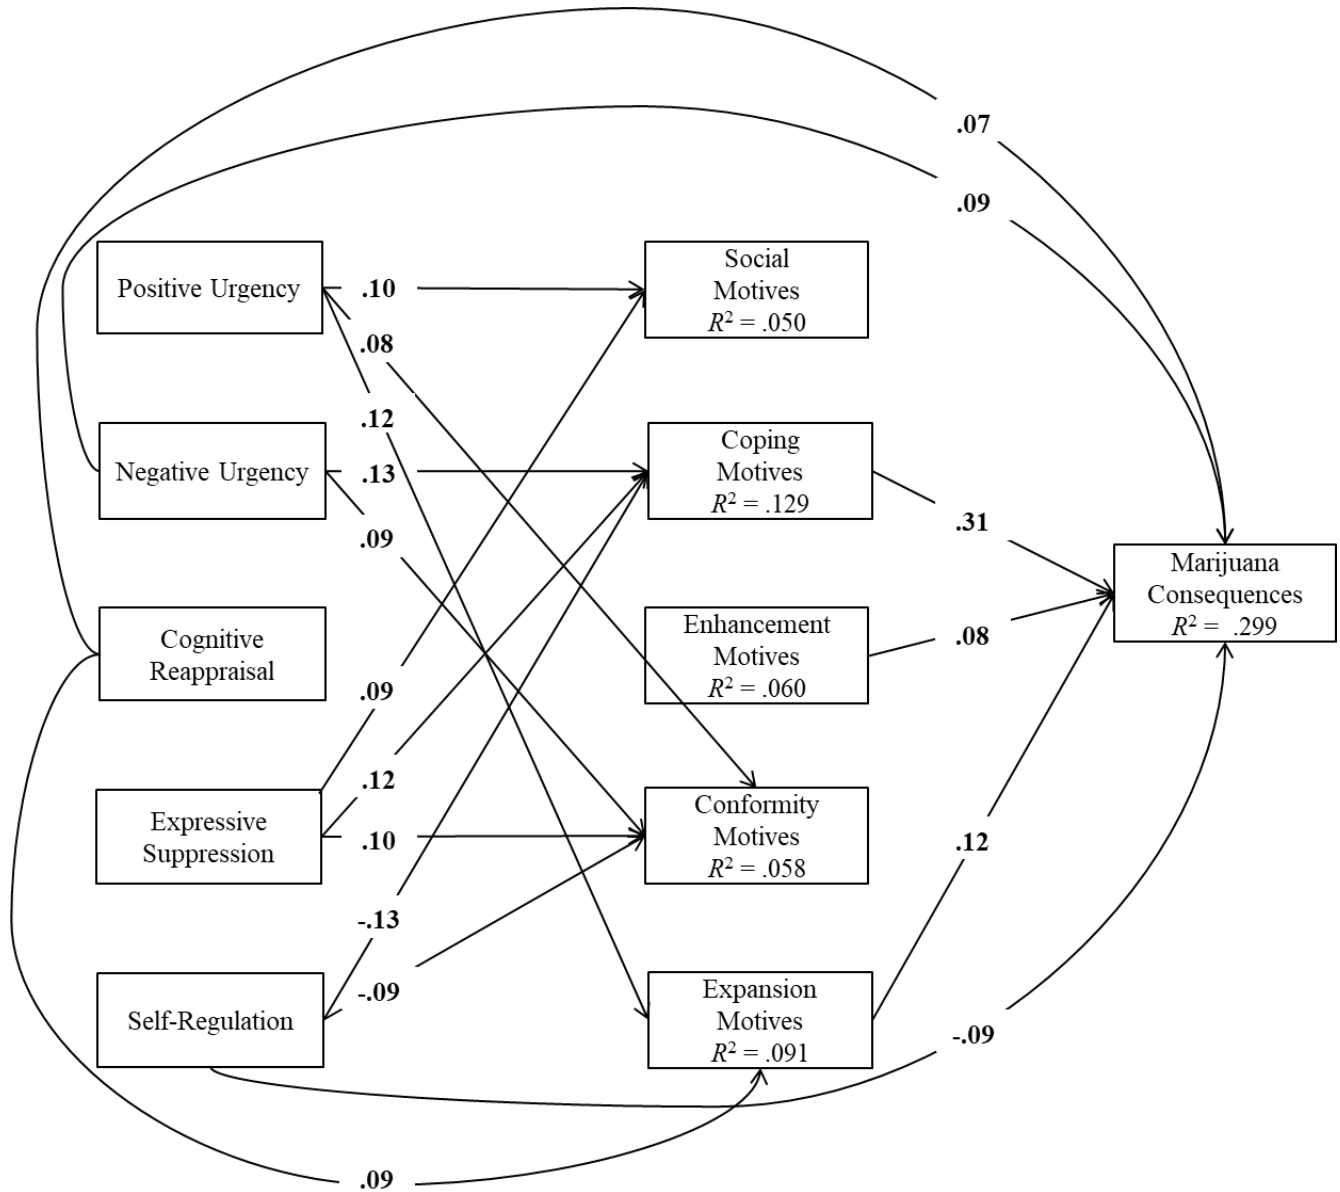 .07
.09
Positive Urgency
.10
.08
.12
Social
Motives
R² = .050
Negative Urgency
.13
.09
Coping
Motives
R² = .129
.31
Marijuana
Consequences
R² = .299
Cognitive
Reappraisal
Enhancement
Motives
R² = .060
.08
.09
.12
Expressive
Suppression
.10
Conformity
Motives
R² = .058
.12
-.13
-.09
Self-Regulation
Expansion
Motives
R² = .091
-.09
.09